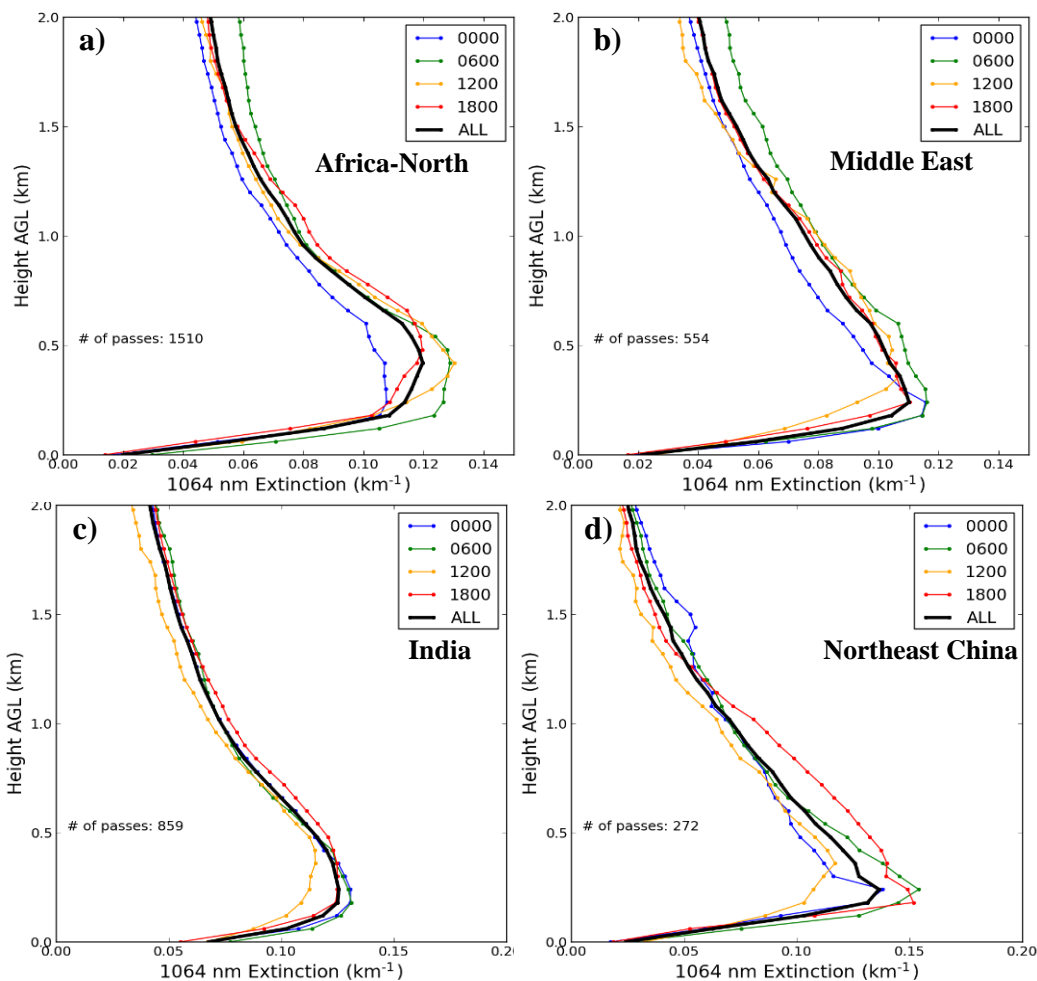 a)
0000
0600
1200
1800
ALL
Africa-North
# of passes: 1510
Height AGL (km)
2.0
1.5
1.0
0.5
0.0
0.00 0.02 0.04 0.06 0.08 0.10 0.12 0.14
1064 nm Extinction (km⁻¹)
b)
0000
0600
1200
1800
ALL
Middle East
# of passes: 554
Height AGL (km)
2.0
1.5
1.0
0.5
0.0
0.00 0.02 0.04 0.06 0.08 0.10 0.12 0.14
1064 nm Extinction (km⁻¹)
c)
0000
0600
1200
1800
ALL
India
# of passes: 859
Height AGL (km)
2.0
1.5
1.0
0.5
0.0
0.00 0.05 0.10 0.15 0.20
1064 nm Extinction (km⁻¹)
d)
0000
0600
1200
1800
ALL
Northeast China
# of passes: 272
Height AGL (km)
2.0
1.5
1.0
0.5
0.0
0.00 0.05 0.10 0.15 0.20
1064 nm Extinction (km⁻¹)